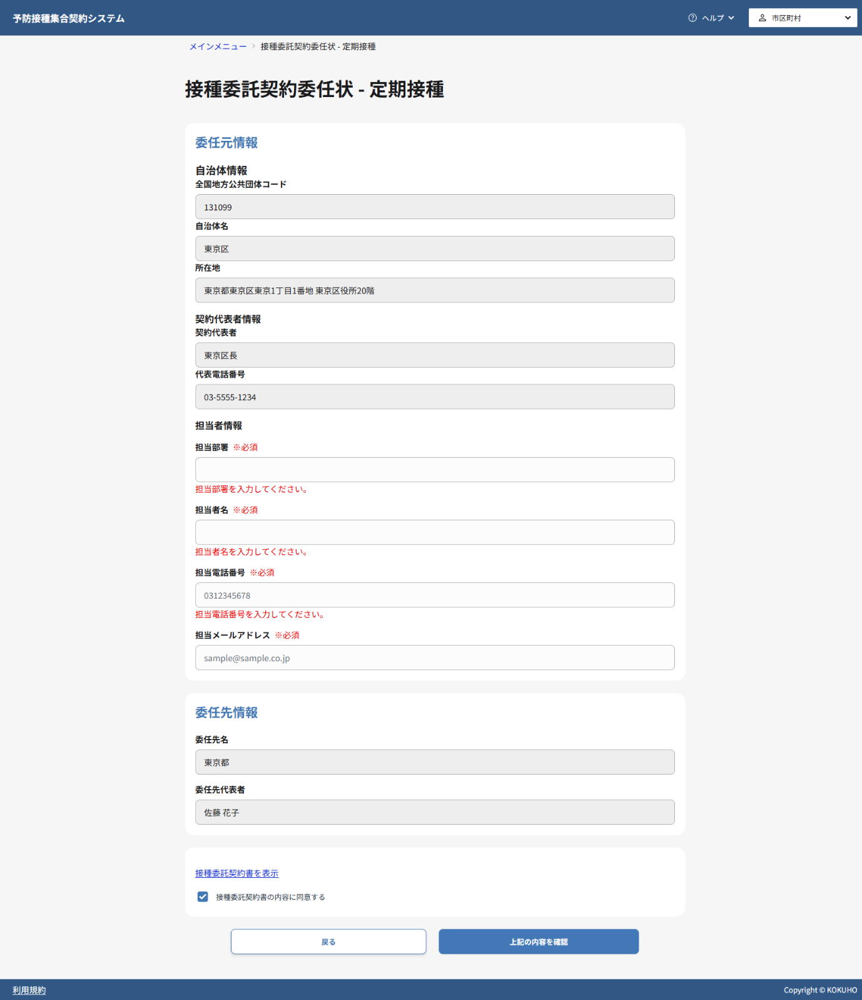 予防接種集合契約システム
ヘルプ
市区町村
メインメニュー > 接種委託契約委任状 - 定期接種
接種委託契約委任状 - 定期接種
委任元情報
自治体情報
全国地方公共団体コード
131099
自治体名
東京区
所在地
東京都東京区東京1丁目1番地 東京区役所20階
契約代表者情報
契約代表者
東京区長
代表電話番号
03-5555-1234
担当者情報
担当部署 ※必須
担当部署を入力してください。
担当者名 ※必須
担当者名を入力してください。
担当電話番号 ※必須
0312345678
担当電話番号を入力してください。
担当メールアドレス ※必須
sample@sample.co.jp
委任先情報
委任先名
東京都
委任先代表者
佐藤 花子
接種委託契約書を表示
接種委託契約書の内容に同意する
戻る
上記の内容を確認
利用規約
Copyright © KOKUHO